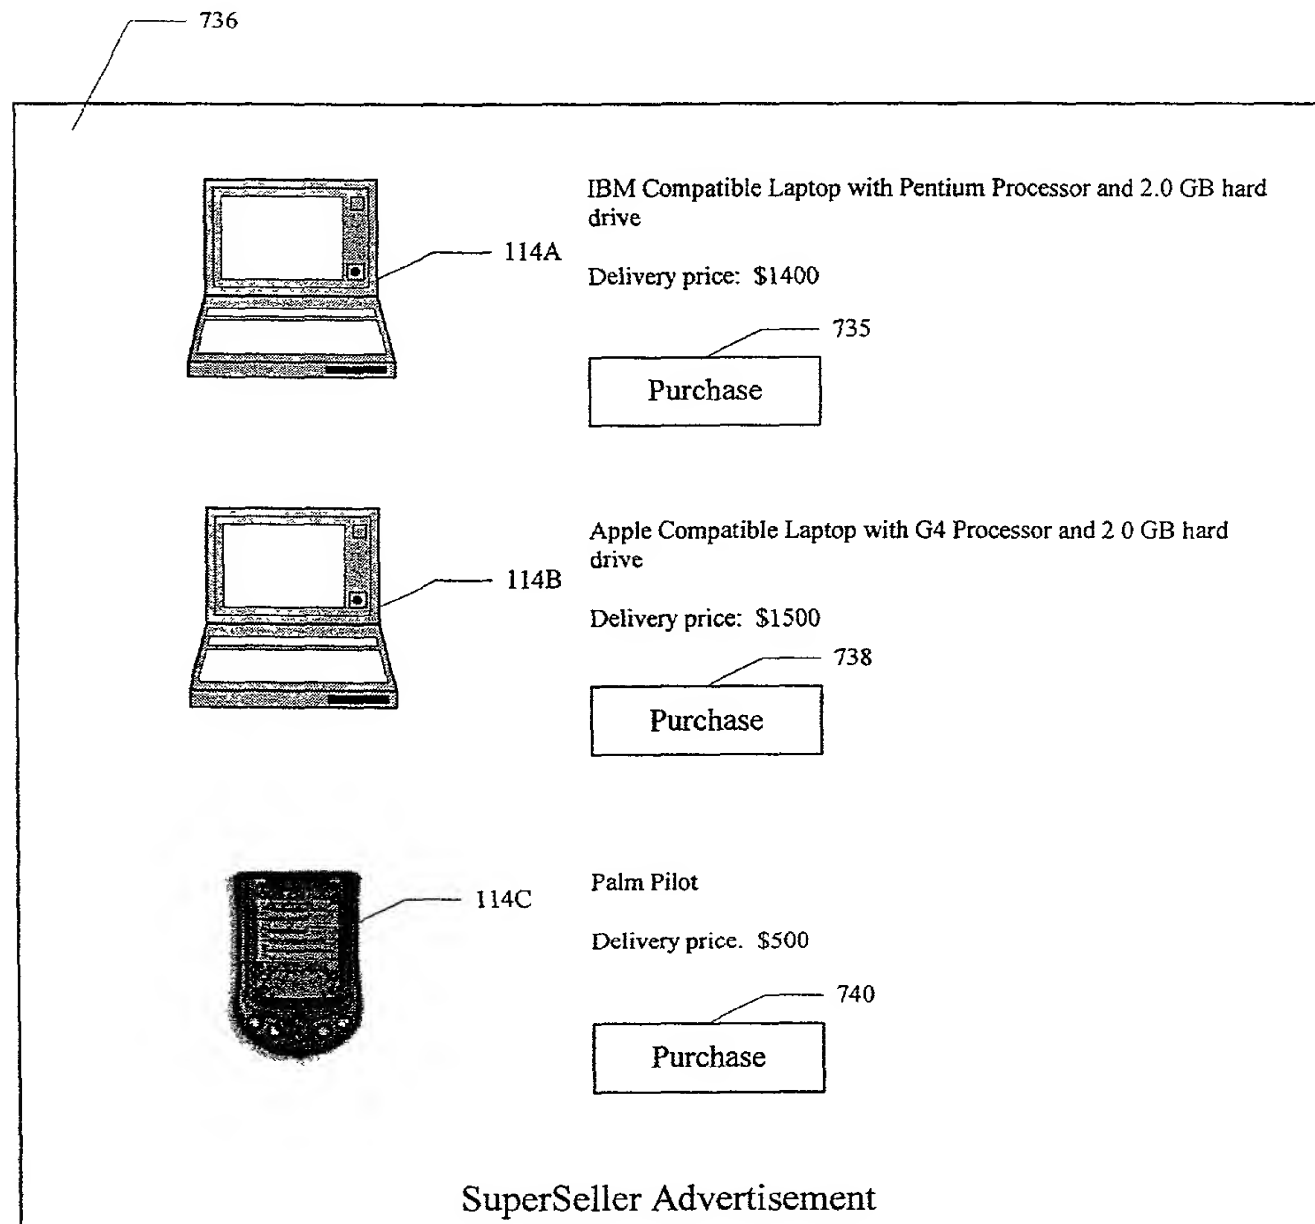 736
IBM Compatible Laptop with Pentium Processor and 2.0 GB hard
drive
114A
Delivery price: $1400
735
Purchase
Apple Compatible Laptop with G4 Processor and 2 0 GB hard
drive
114B
Delivery price: $1500
738
Purchase
Palm Pilot
114C
Delivery price. $500
740
Purchase
SuperSeller Advertisement